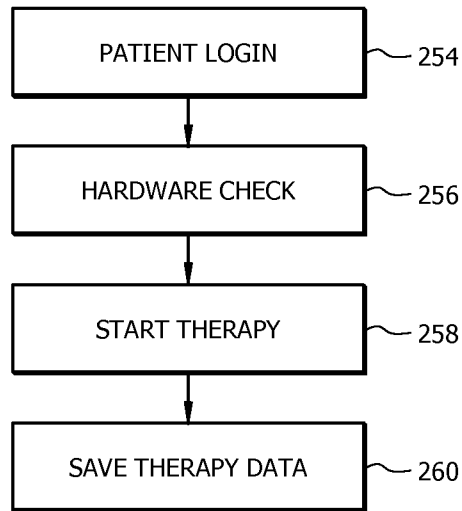 PATIENT LOGIN
254
HARDWARE CHECK
256
START THERAPY
258
SAVE THERAPY DATA
260